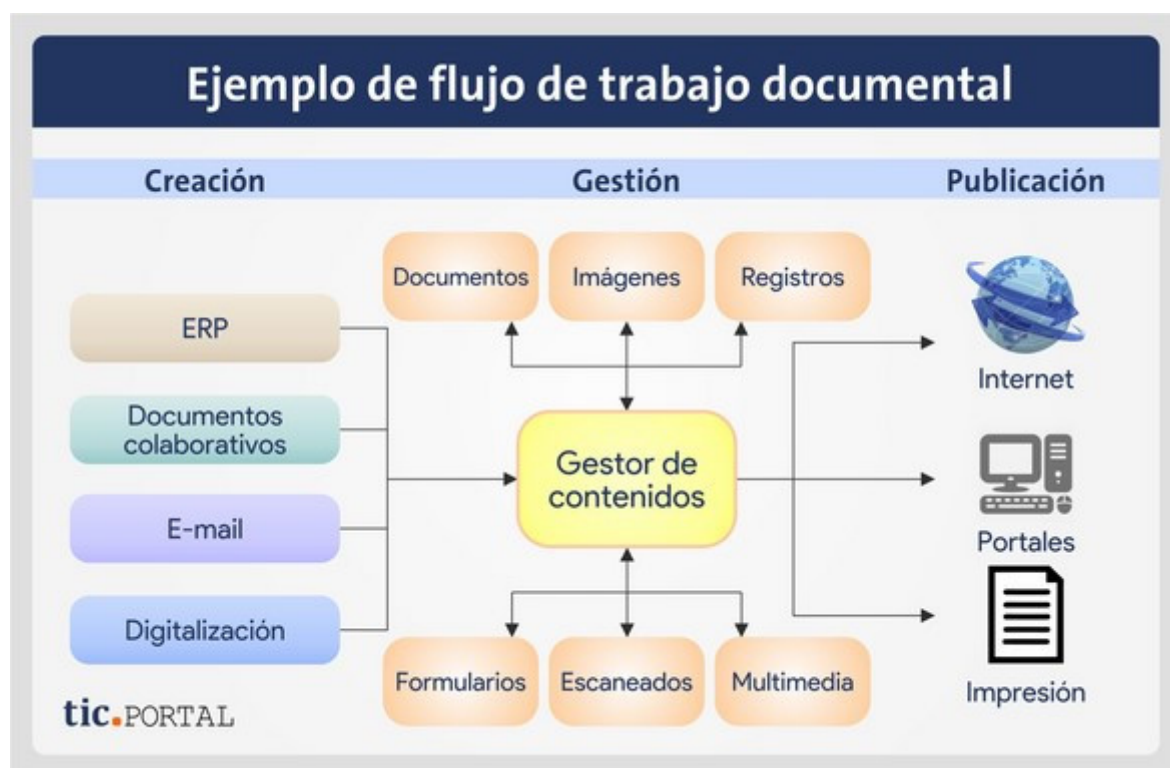 Ejemplo de flujo de trabajo documental
Creación
Gestión
Publicación
Documentos
Imágenes
Registros
ERP
Documentos
colaborativos
E-mail
Digitalización
Gestor de
contenidos
Formularios
Escaneados
Multimedia
Internet
Portales
Impresión
tic.PORTAL